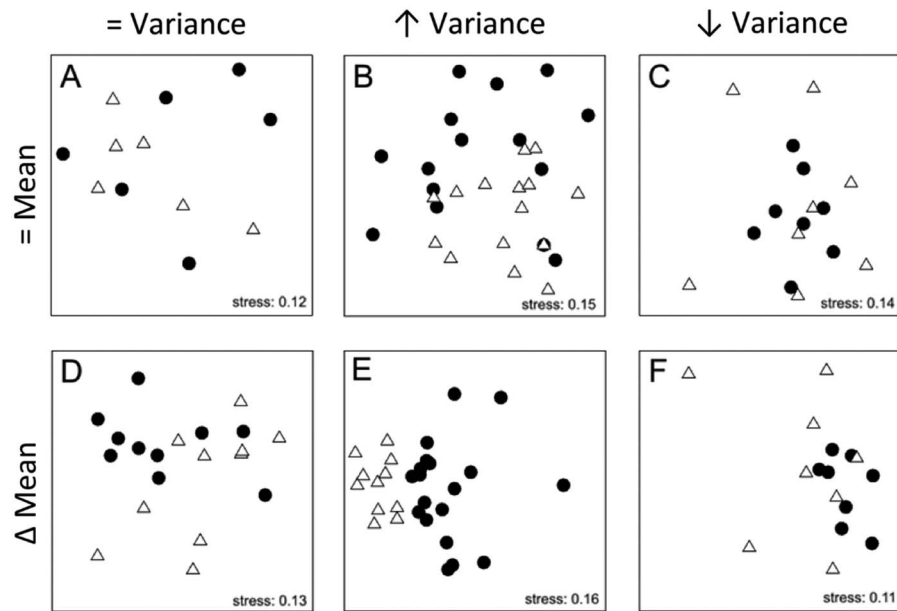 = Variance
↑ Variance
↓ Variance
= Mean
A
stress: 0.12
B
stress: 0.15
C
stress: 0.14
Δ Mean
D
stress: 0.13
E
stress: 0.16
F
stress: 0.11